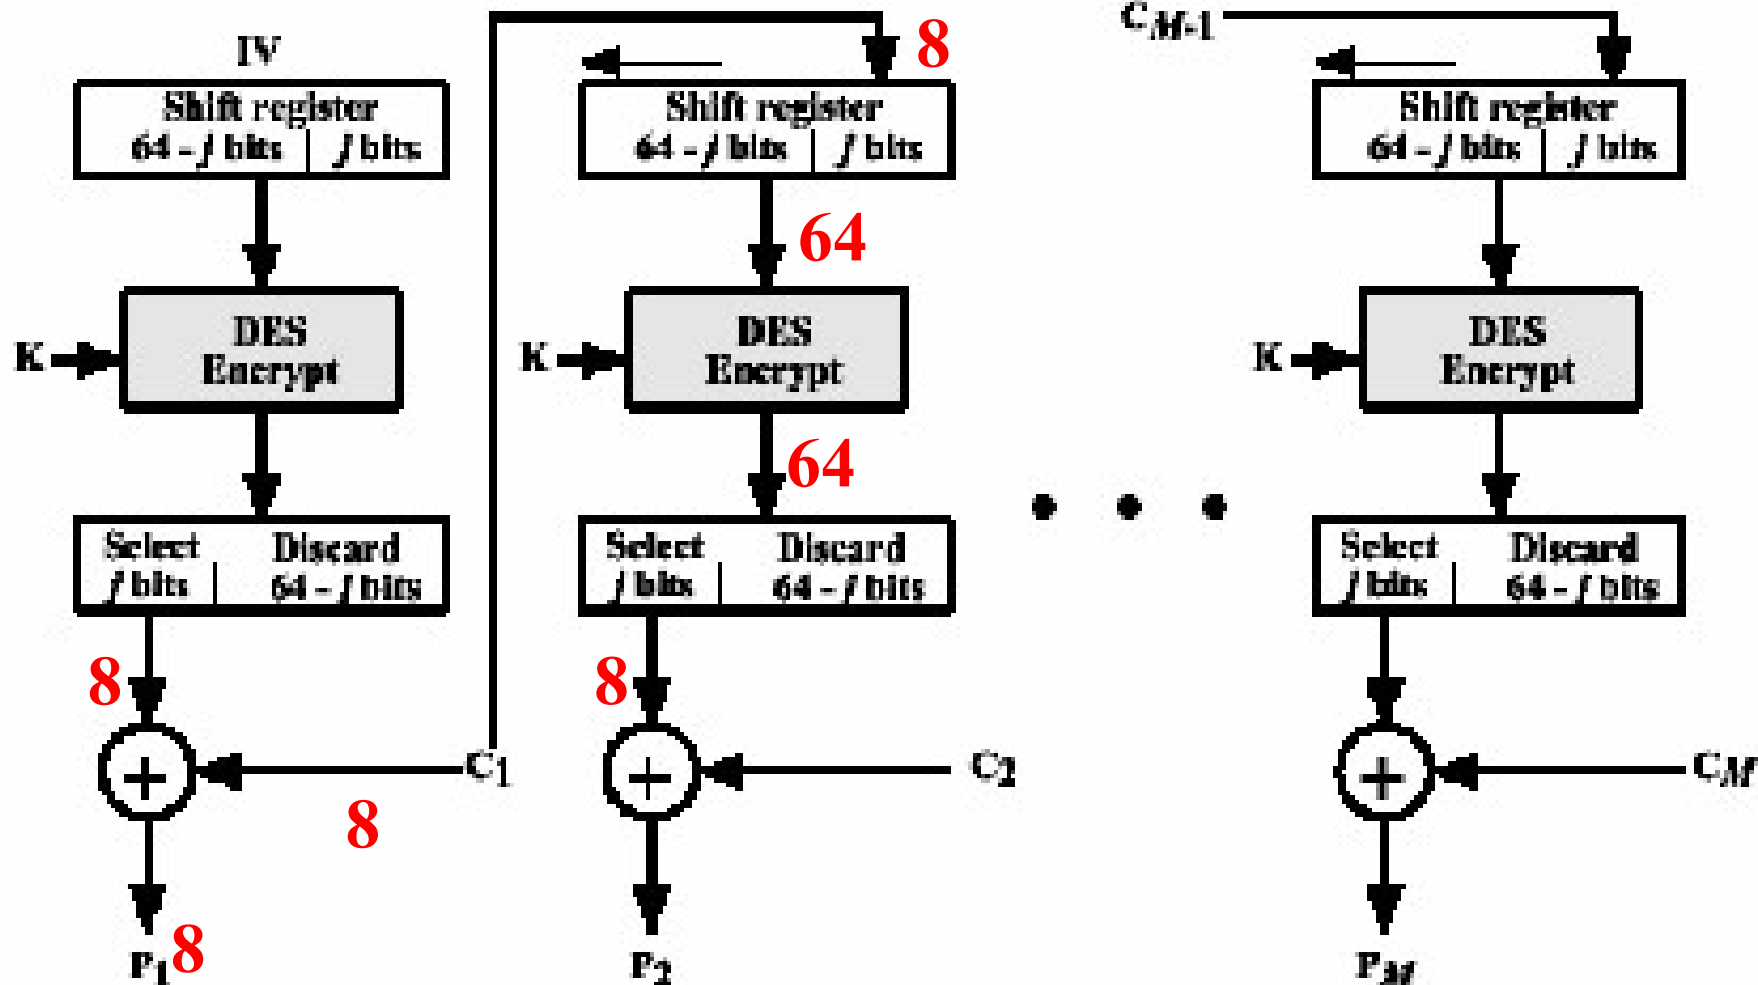 IV
Shift register
64 - j bits | j bits
K
DES
Encrypt
Select Discard
j bits | 64 - j bits
8
C1
8
P1 8
8
Shift register
64 - j bits | j bits
64
K
DES
Encrypt
64
Select Discard
j bits | 64 - j bits
8
C2
P2
• • •
CM-1
Shift register
64 - j bits | j bits
K
DES
Encrypt
Select Discard
j bits | 64 - j bits
CM
PM